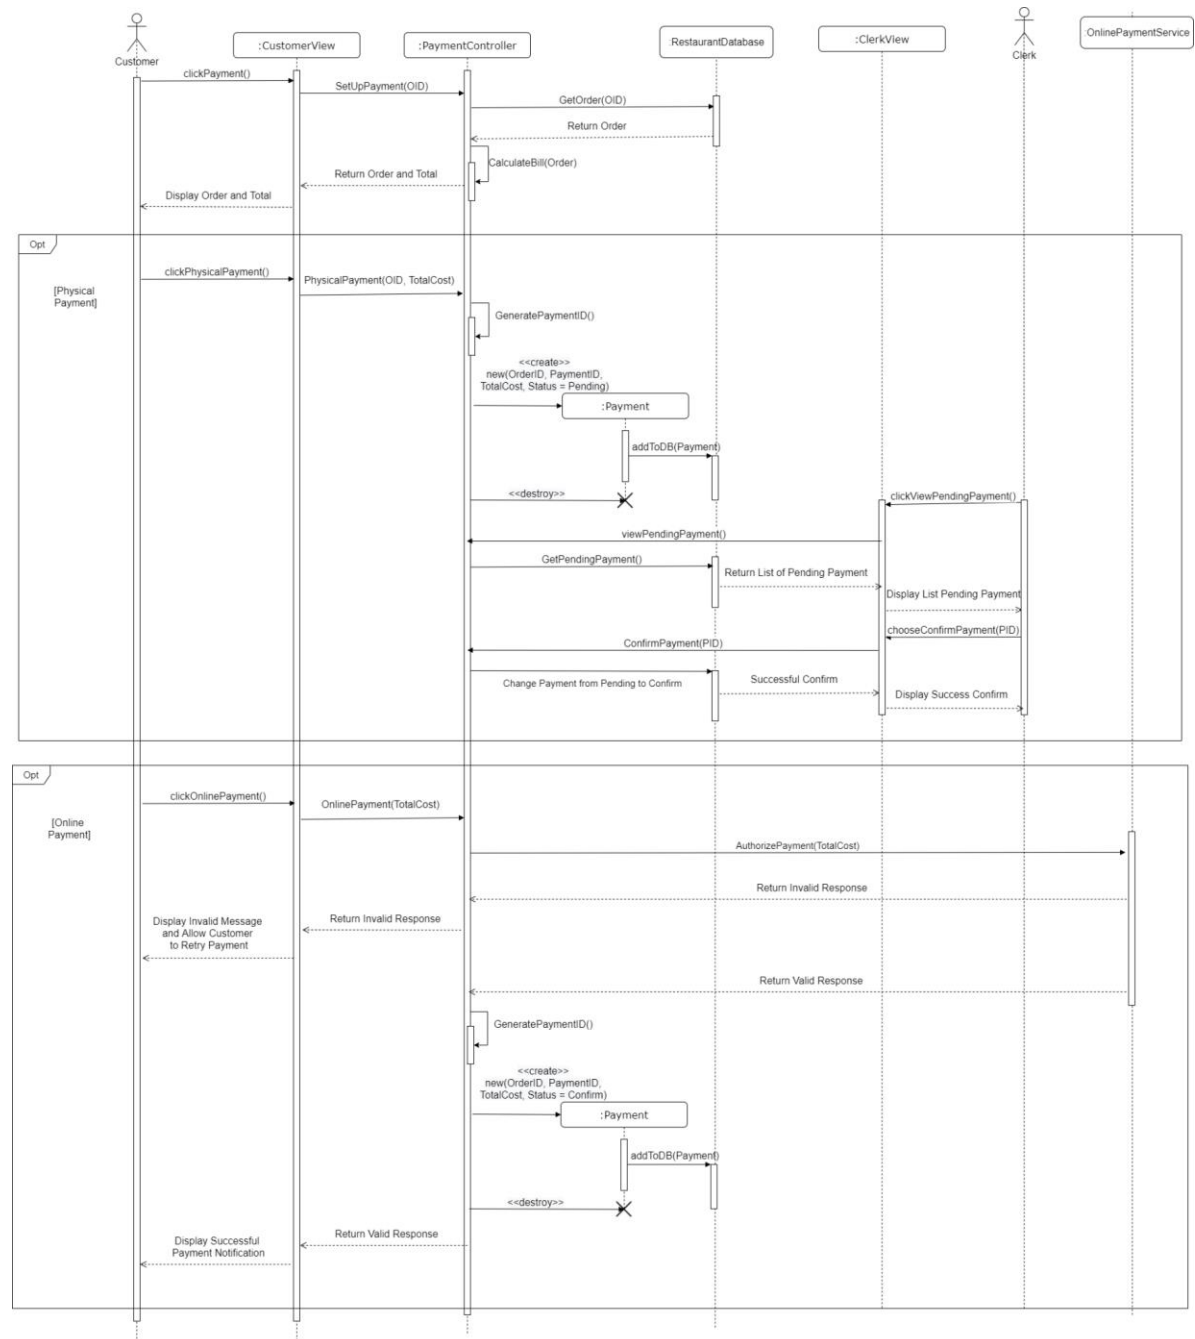 :CustomerView
:PaymentController
:RestaurantDatabase
:ClerkView
:OnlinePaymentService
Customer
Clerk
clickPayment()
SetUpPayment(OID)
GetOrder(OID)
Return Order
CalculateBill(Order)
Return Order and Total
Display Order and Total
Opt
[Physical
Payment]
clickPhysicalPayment()
PhysicalPayment(OID, TotalCost)
GeneratePaymentID()
<<create>>
new(OrderID, PaymentID,
TotalCost, Status = Pending)
:Payment
addToDB(Payment)
<<destroy>>
clickViewPendingPayment()
viewPendingPayment()
GetPendingPayment()
Return List of Pending Payment
Display List Pending Payment
chooseConfirmPayment(PID)
ConfirmPayment(PID)
Change Payment from Pending to Confirm
Successful Confirm
Display Success Confirm
Opt
[Online
Payment]
clickOnlinePayment()
OnlinePayment(TotalCost)
AuthorizePayment(TotalCost)
Return Invalid Response
Return Invalid Response
Display Invalid Message
and Allow Customer
to Retry Payment
Return Valid Response
GeneratePaymentID()
<<create>>
new(OrderID, PaymentID,
TotalCost, Status = Confirm)
:Payment
addToDB(Payment)
<<destroy>>
Return Valid Response
Display Successful
Payment Notification